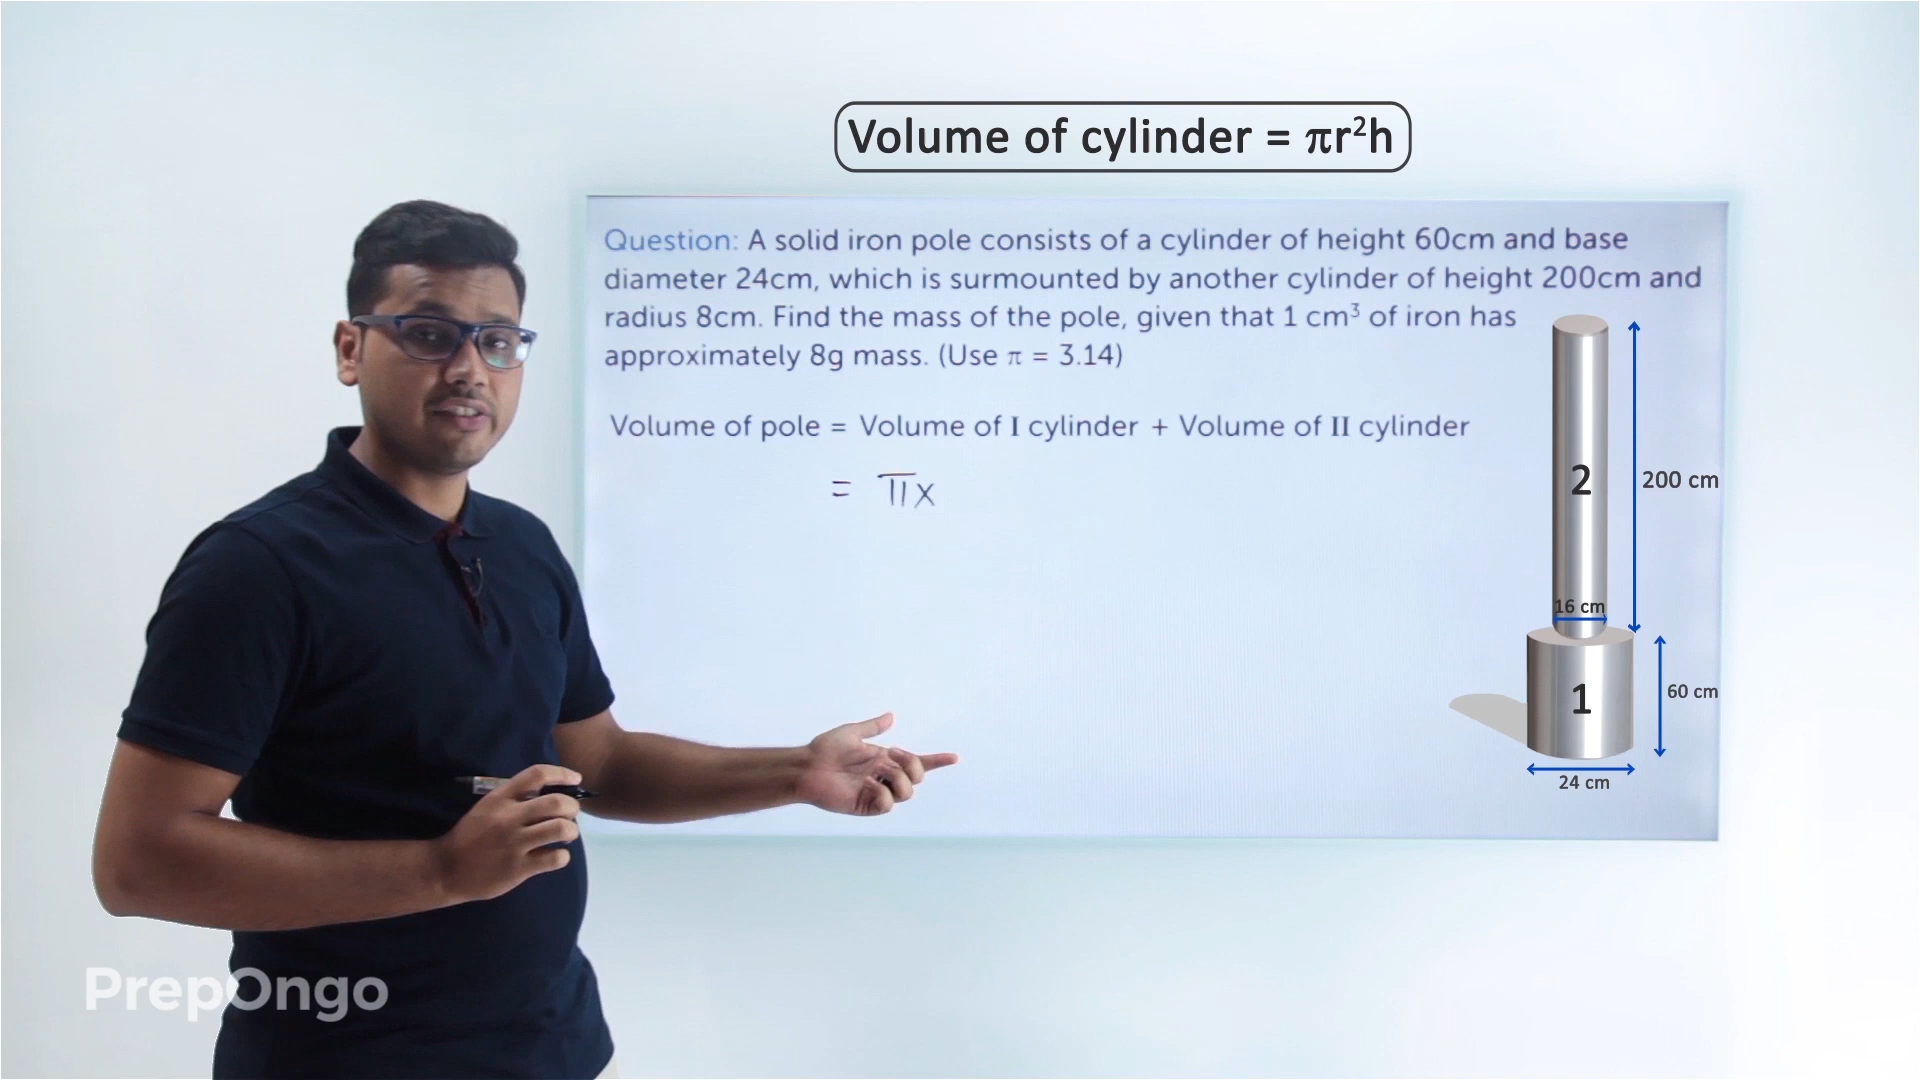 Volume of cylinder = πr²h
Question: A solid iron pole consists of a cylinder of height 60cm and base
diameter 24cm, which is surmounted by another cylinder of height 200cm and
radius 8cm. Find the mass of the pole, given that 1 cm³ of iron has
approximately 8g mass. (Use π = 3.14)
Volume of pole = Volume of I cylinder + Volume of II cylinder
= πx
2
200 cm
16 cm
1
60 cm
24 cm
PrepOngo